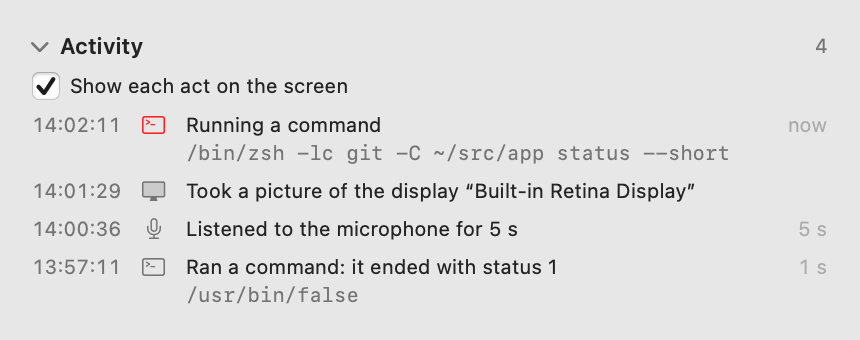 Activity 4
Show each act on the screen
14:02:11 Running a command now
/bin/zsh -lc git -C ~/src/app status --short
14:01:29 Took a picture of the display “Built-in Retina Display”
14:00:36 Listened to the microphone for 5 s 5 s
13:57:11 Ran a command: it ended with status 1 1 s
/usr/bin/false